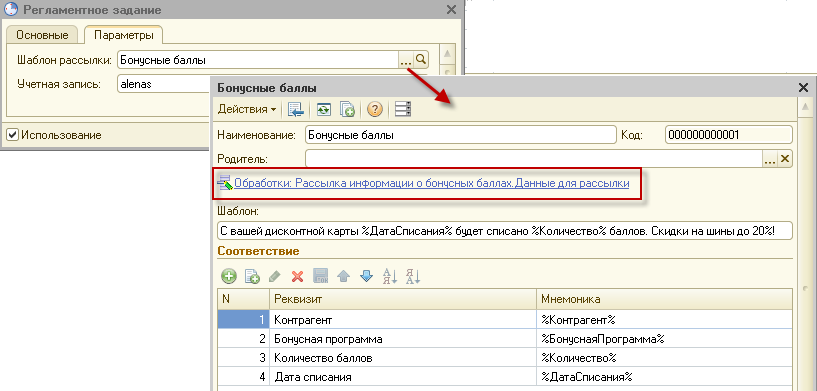 Регламентное задание
Основные Параметры
Шаблон рассылки: Бонусные баллы ...
Учетная запись: alenas
Использование
Бонусные баллы
Действия
Наименование: Бонусные баллы Код: 000000000001
Родитель: ...
Обработки: Рассылка информации о бонусных баллах.Данные для рассылки
Шаблон:
С вашей дисконтной карты %ДатаСписания% будет списано %Количество% баллов. Скидки на шины до 20%!
Соответствие
N Реквизит Мнемоника
1 Контрагент %Контрагент%
2 Бонусная программа %БонуснаяПрограмма%
3 Количество баллов %Количество%
4 Дата списания %ДатаСписания%